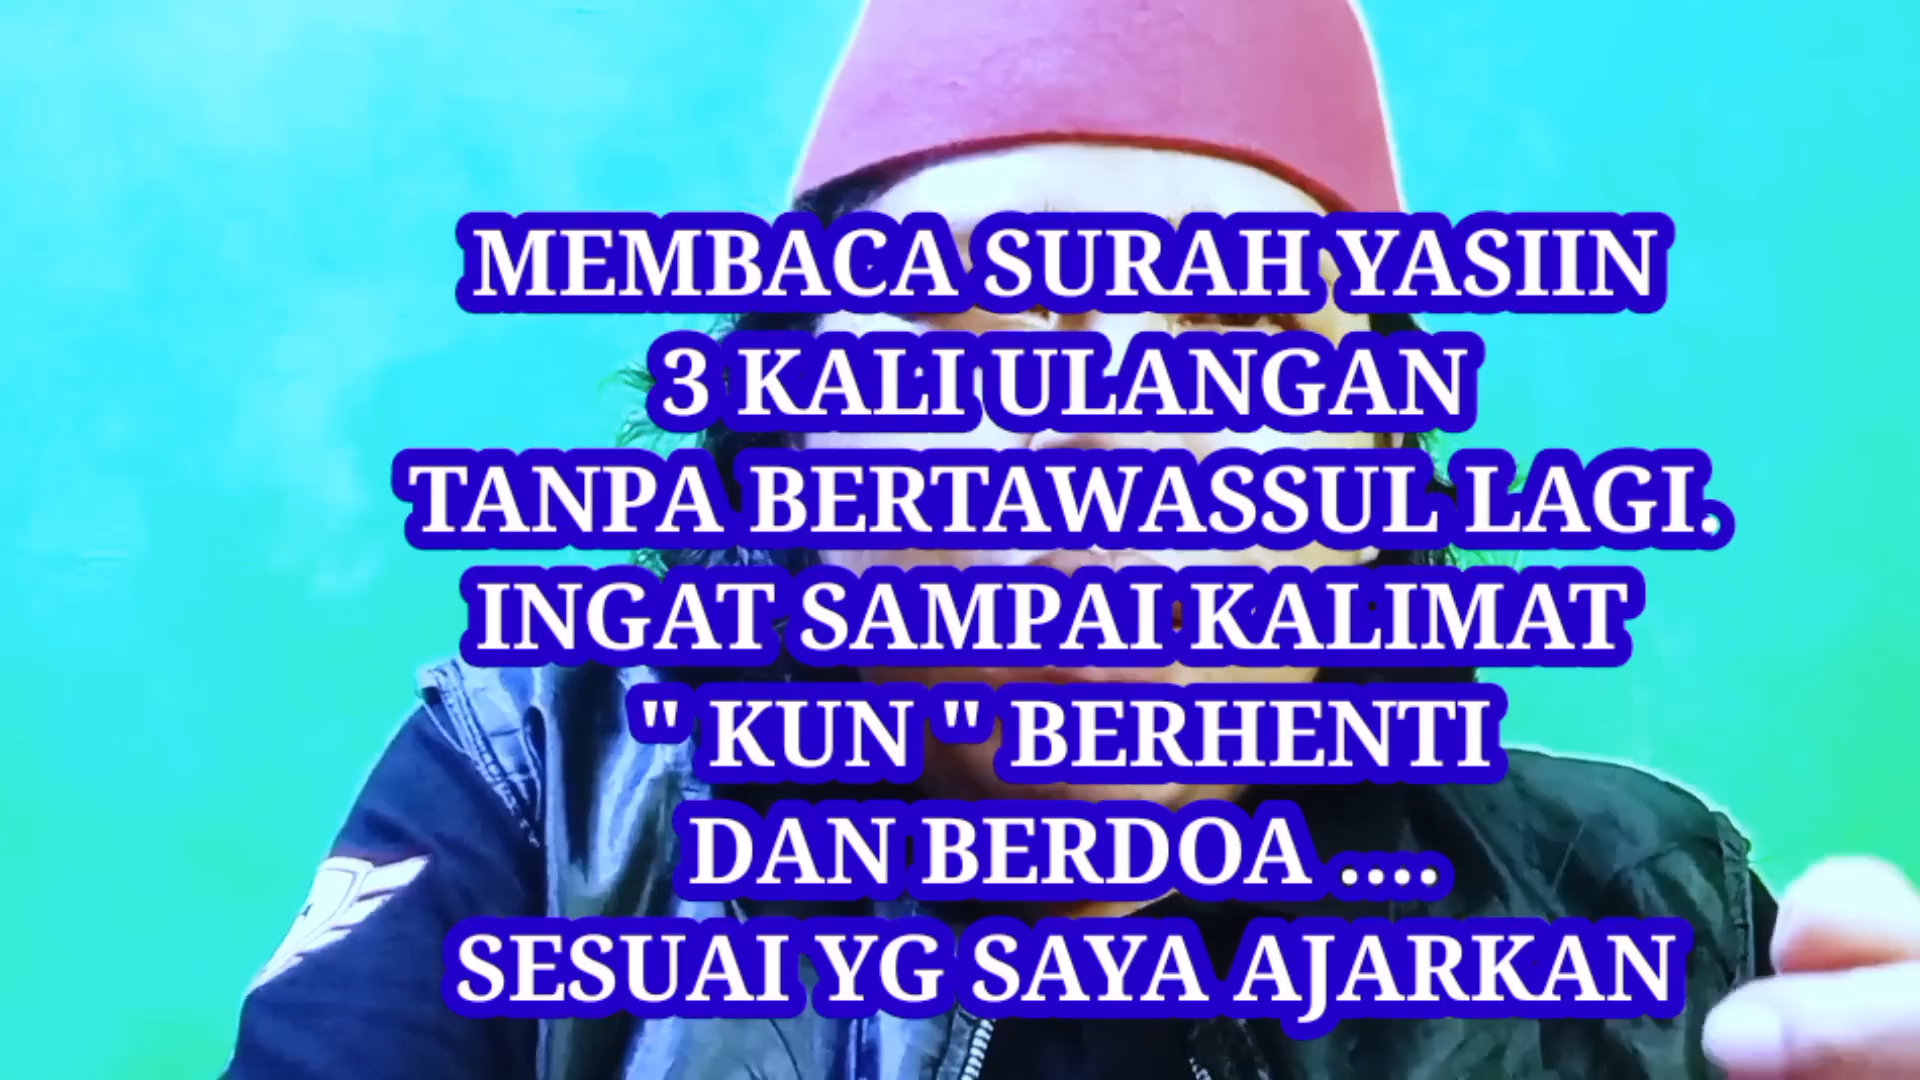 MEMBACA SURAH YASIIN
3 KALI ULANGAN
TANPA BERTAWASSUL LAGI.
INGAT SAMPAI KALIMAT
" KUN " BERHENTI
DAN BERDOA ....
SESUAI YG SAYA AJARKAN